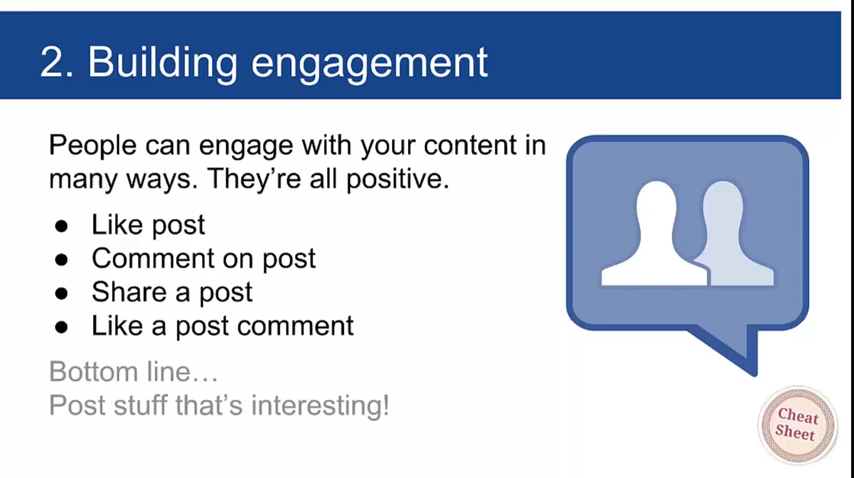 2. Building engagement
People can engage with your content in
many ways. They're all positive.
● Like post
● Comment on post
● Share a post
● Like a post comment
Bottom line…
Post stuff that's interesting!
Cheat
Sheet